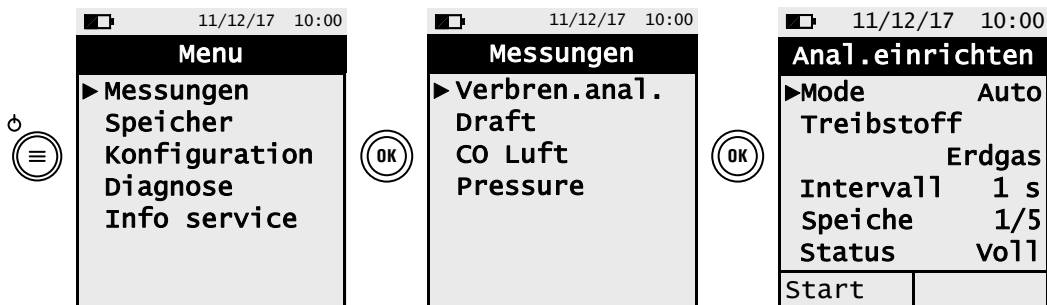 11/12/17 10:00
Menu
Messungen
Speicher
Konfiguration
Diagnose
Info service
OK
11/12/17 10:00
Messungen
Verbren.anal.
Draft
CO Luft
Pressure
OK
11/12/17 10:00
Anal.einrichten
Mode Auto
Treibstoff
Erdgas
Intervall 1 s
Speiche 1/5
Status Voll
Start